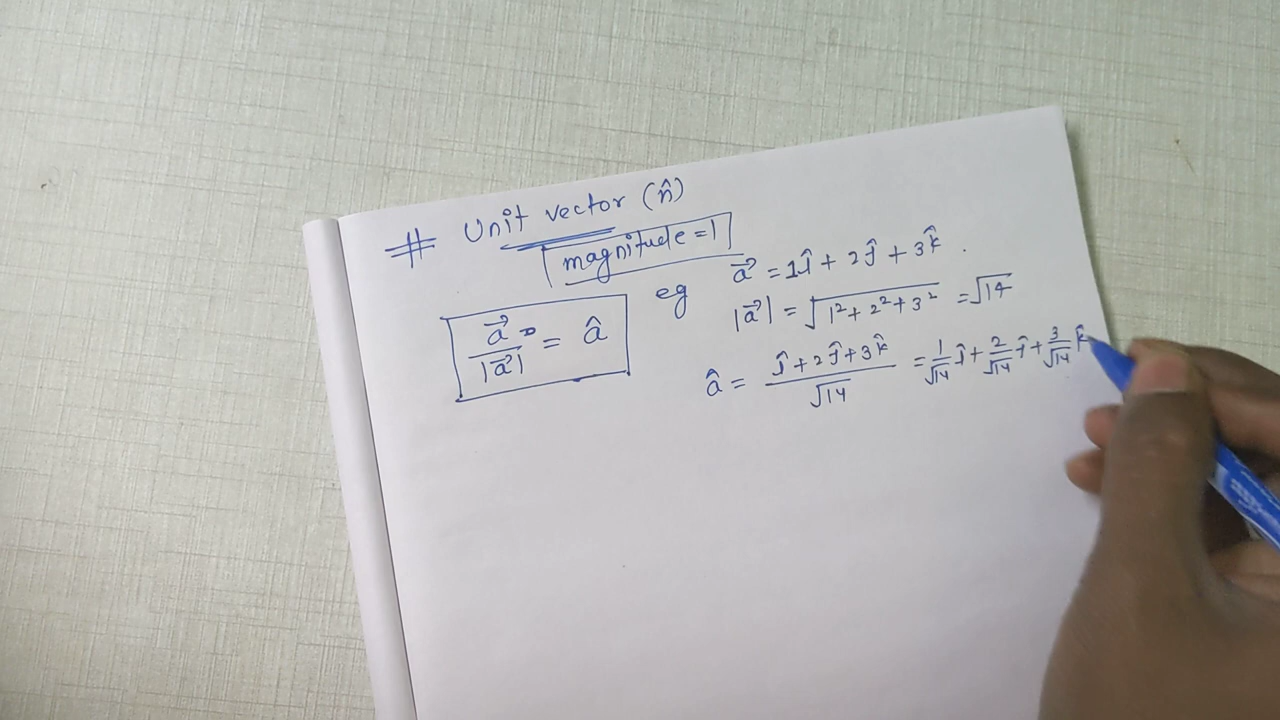 # Unit vector (n̂)
magnitude = 1
a⃗ / |a⃗| = â
eg a⃗ = 1î + 2ĵ + 3k̂ .
|a⃗| = √(1² + 2² + 3²) = √14
â = (î + 2ĵ + 3k̂) / √14 = 1/√14 î + 2/√14 ĵ + 3/√14 k̂